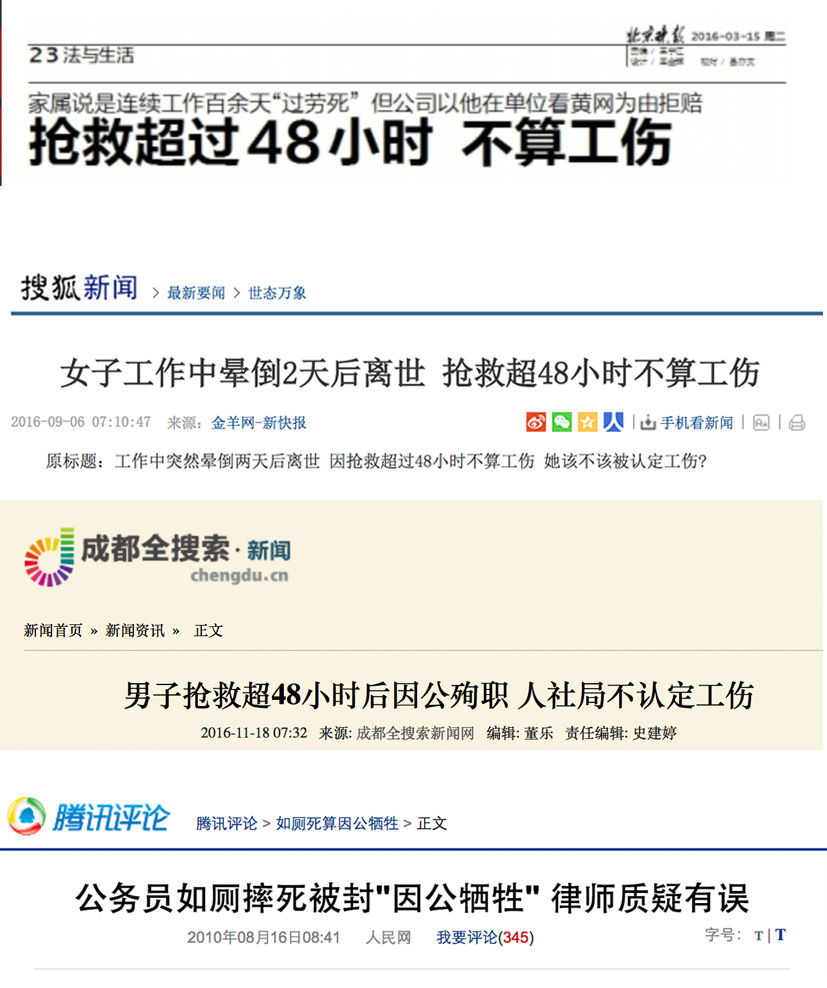 北京晚报 2016-03-15 周二
23法与生活
家属说是连续工作百余天“过劳死” 但公司以他在单位看黄网为由拒赔
抢救超过48小时 不算工伤
搜狐新闻 > 最新要闻 > 世态万象
女子工作中晕倒2天后离世 抢救超48小时不算工伤
2016-09-06 07:10:47 来源：金羊网-新快报 手机看新闻
原标题：工作中突然晕倒两天后离世 因抢救超过48小时不算工伤 她该不该被认定工伤?
成都全搜索·新闻
chengdu.cn
新闻首页 » 新闻资讯 » 正文
男子抢救超48小时后因公殉职 人社局不认定工伤
2016-11-18 07:32 来源: 成都全搜索新闻网 编辑: 董乐 责任编辑: 史建婷
腾讯评论 腾讯评论 > 如厕死算因公牺牲 > 正文
公务员如厕摔死被封"因公牺牲" 律师质疑有误
2010年08月16日08:41 人民网 我要评论(345) 字号： T|T